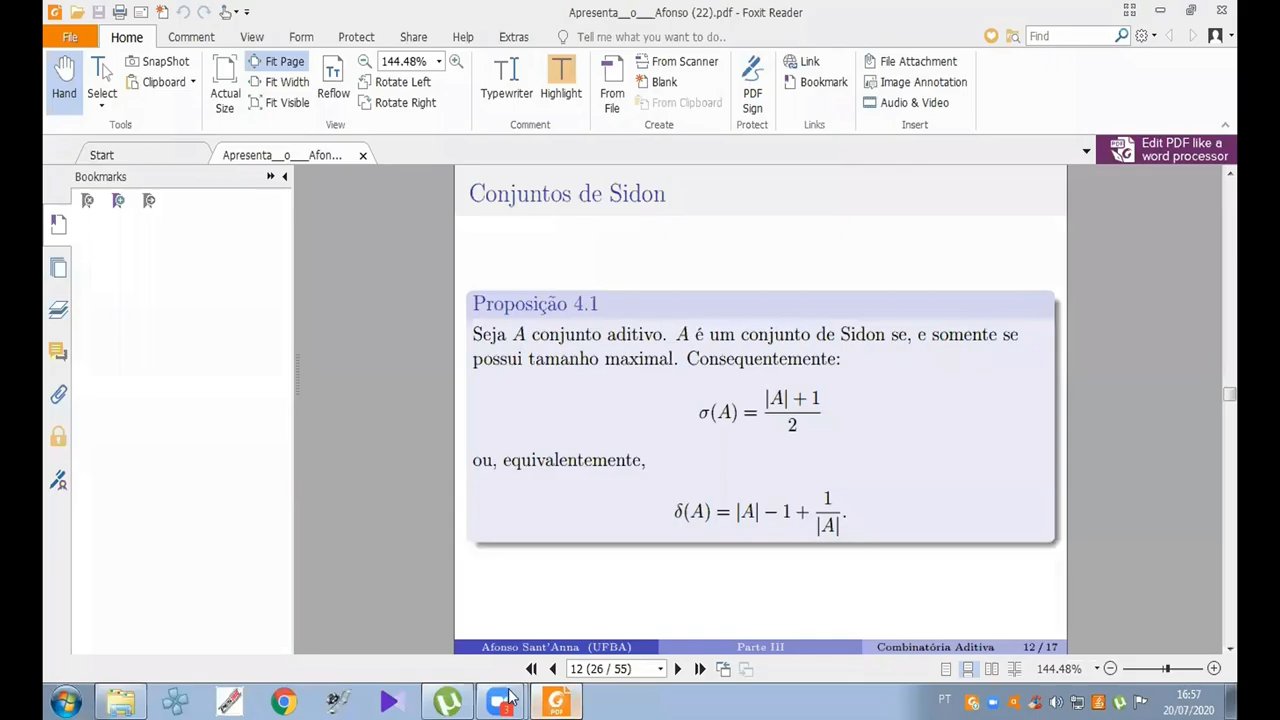 Apresenta__o___Afonso (22).pdf - Foxit Reader
File Home Comment View Form Protect Share Help Extras Tell me what you want to do.. Find
Hand
Select
SnapShot
Clipboard
Actual Size
Fit Page
Fit Width
Fit Visible
Reflow
144.48%
Rotate Left
Rotate Right
Typewriter
Highlight
From File
From Scanner
Blank
From Clipboard
PDF Sign
Link
Bookmark
File Attachment
Image Annotation
Audio & Video
Tools View Comment Create Protect Links Insert
Start Apresenta__o___Afon...
Edit PDF like a
word processor
Bookmarks
Conjuntos de Sidon
Proposição 4.1
Seja A conjunto aditivo. A é um conjunto de Sidon se, e somente se
possui tamanho maximal. Consequentemente:
σ(A) = (|A| + 1)/2
ou, equivalentemente,
δ(A) = |A| − 1 + 1/|A|.
Afonso Sant'Anna (UFBA) Parte III Combinatória Aditiva 12 / 17
12 (26 / 55) 144.48%
PT 16:57
20/07/2020